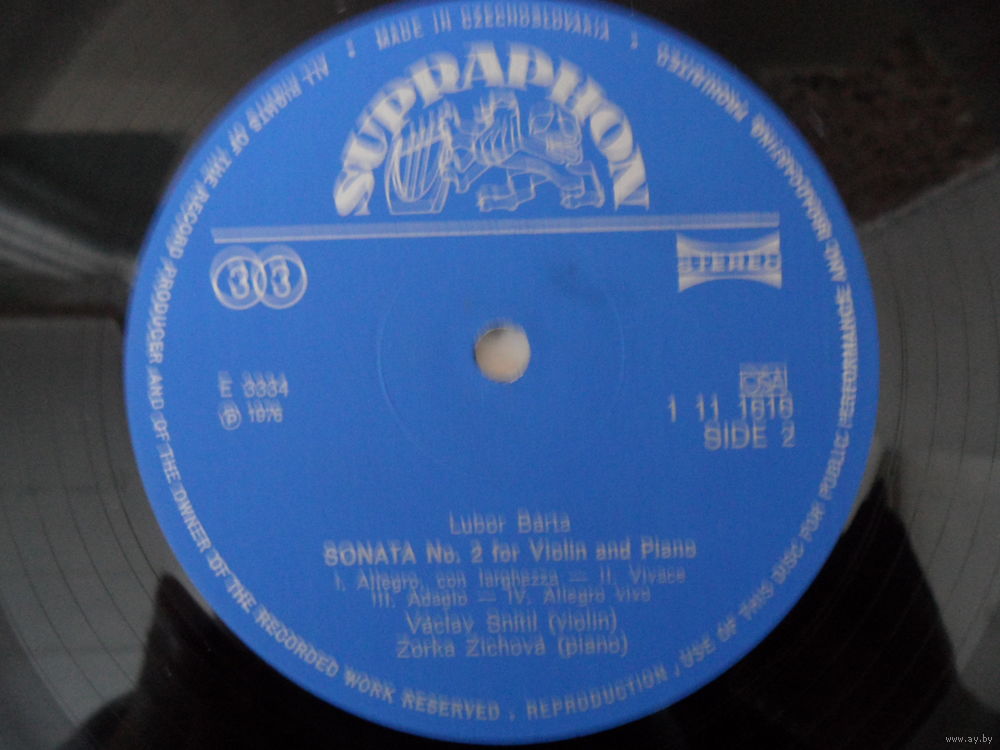 ALL RIGHTS OF THE RECORD PRODUCER AND OF THE OWNER OF THE RECORDED WORK RESERVED . REPRODUCTION , USE OF THIS DISC FOR PUBLIC PERFORMANCE AND BROADCASTING PROHIBITED
MADE IN CZECHOSLOVAKIA
SUPRAPHON
33
STEREO
E 3334
Ⓟ 1976
OSA
1 11 1616
SIDE 2
Lubor Bárta
SONATA No. 2 for Violin and Piano
I. Allegro, con larghezza — II. Vivace
III. Adagio — IV. Allegro vivo
Václav Snítil (violin)
Zorka Zichová (piano)
www.ay.by